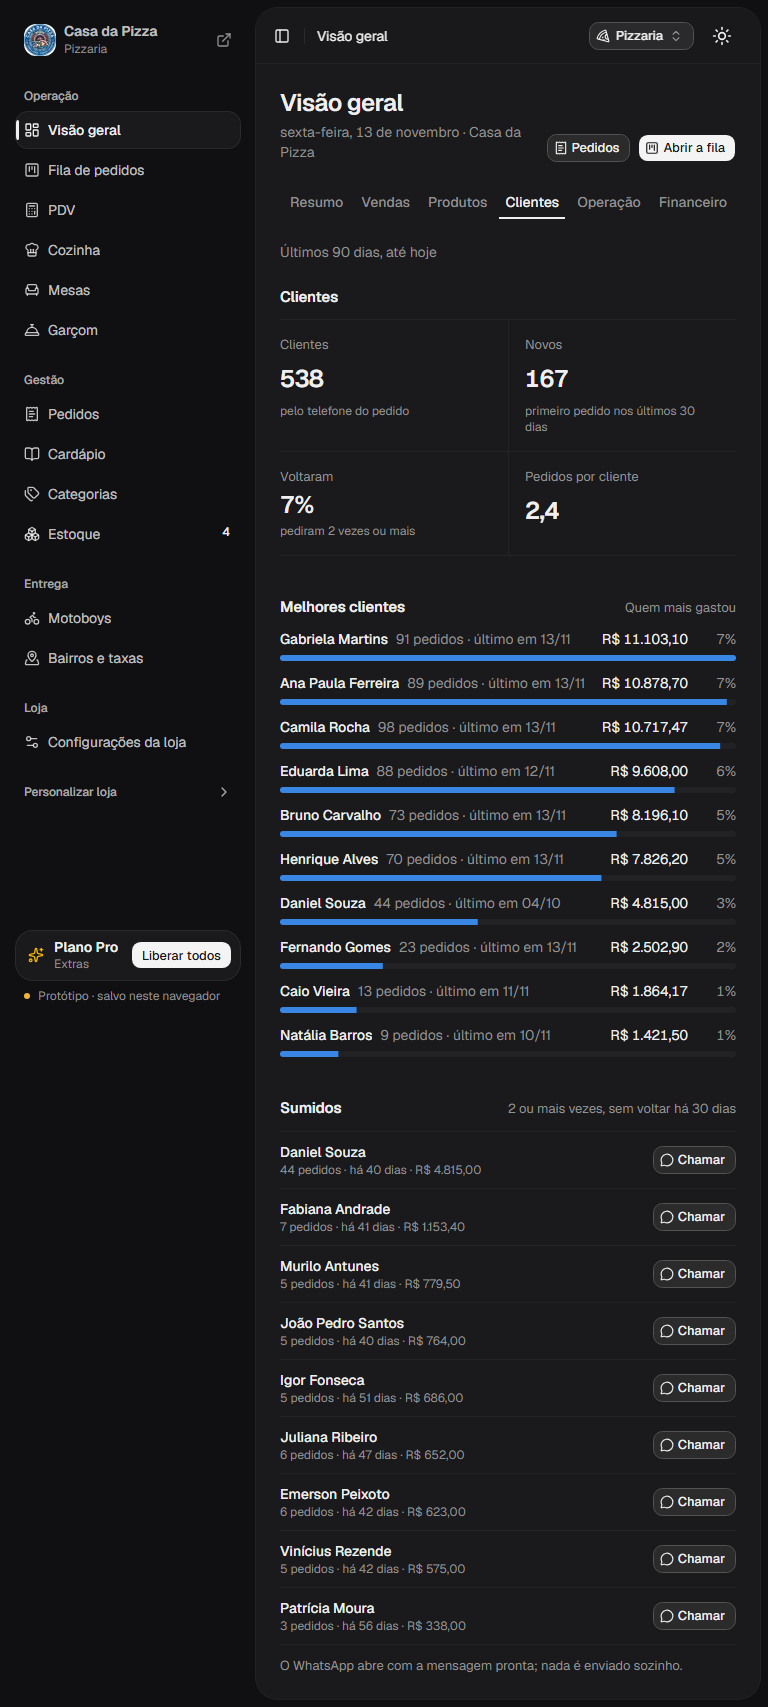 Casa da Pizza
Pizzaria
Operação
Visão geral
Fila de pedidos
PDV
Cozinha
Mesas
Garçom
Gestão
Pedidos
Cardápio
Categorias
Estoque 4
Entrega
Motoboys
Bairros e taxas
Loja
Configurações da loja
Personalizar loja
Plano Pro
Extras
Liberar todos
Protótipo · salvo neste navegador
Visão geral
Pizzaria
Visão geral
sexta-feira, 13 de novembro · Casa da
Pizza
Pedidos
Abrir a fila
Resumo Vendas Produtos Clientes Operação Financeiro
Últimos 90 dias, até hoje
Clientes
Clientes
538
pelo telefone do pedido
Novos
167
primeiro pedido nos últimos 30
dias
Voltaram
7%
pediram 2 vezes ou mais
Pedidos por cliente
2,4
Melhores clientes Quem mais gastou
Gabriela Martins 91 pedidos · último em 13/11 R$ 11.103,10 7%
Ana Paula Ferreira 89 pedidos · último em 13/11 R$ 10.878,70 7%
Camila Rocha 98 pedidos · último em 13/11 R$ 10.717,47 7%
Eduarda Lima 88 pedidos · último em 12/11 R$ 9.608,00 6%
Bruno Carvalho 73 pedidos · último em 13/11 R$ 8.196,10 5%
Henrique Alves 70 pedidos · último em 13/11 R$ 7.826,20 5%
Daniel Souza 44 pedidos · último em 04/10 R$ 4.815,00 3%
Fernando Gomes 23 pedidos · último em 13/11 R$ 2.502,90 2%
Caio Vieira 13 pedidos · último em 11/11 R$ 1.864,17 1%
Natália Barros 9 pedidos · último em 10/11 R$ 1.421,50 1%
Sumidos 2 ou mais vezes, sem voltar há 30 dias
Daniel Souza
44 pedidos · há 40 dias · R$ 4.815,00
Chamar
Fabiana Andrade
7 pedidos · há 41 dias · R$ 1.153,40
Chamar
Murilo Antunes
5 pedidos · há 41 dias · R$ 779,50
Chamar
João Pedro Santos
5 pedidos · há 40 dias · R$ 764,00
Chamar
Igor Fonseca
5 pedidos · há 51 dias · R$ 686,00
Chamar
Juliana Ribeiro
6 pedidos · há 47 dias · R$ 652,00
Chamar
Emerson Peixoto
6 pedidos · há 42 dias · R$ 623,00
Chamar
Vinícius Rezende
5 pedidos · há 42 dias · R$ 575,00
Chamar
Patrícia Moura
3 pedidos · há 56 dias · R$ 338,00
Chamar
O WhatsApp abre com a mensagem pronta; nada é enviado sozinho.